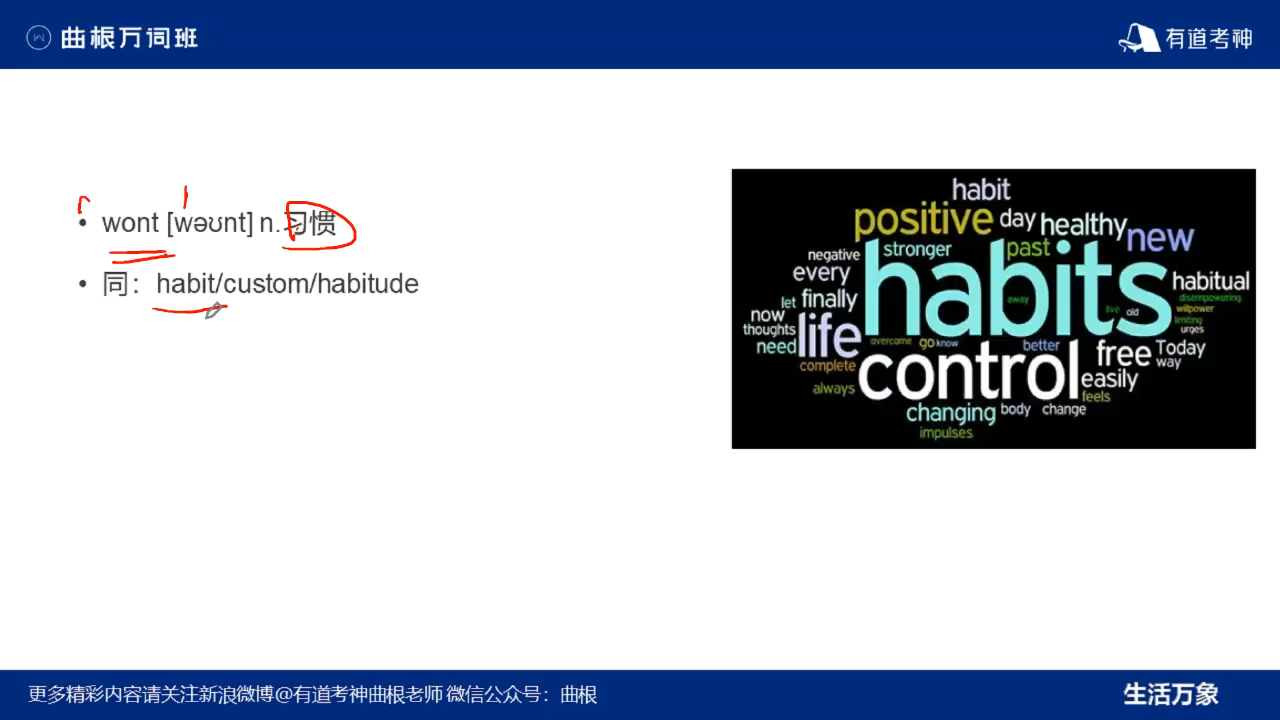 曲根万词班
有道考神
• wont [wəʊnt] n.习惯
• 同：habit/custom/habitude
habit
positive day healthy new
negative stronger past
every habits habitual
let finally away live old disempowering
willpower
now life limiting
thoughts urges
need overcome go know better free Today
complete control way
always easily
feels
changing body change
impulses
更多精彩内容请关注新浪微博@有道考神曲根老师 微信公众号：曲根
生活万象